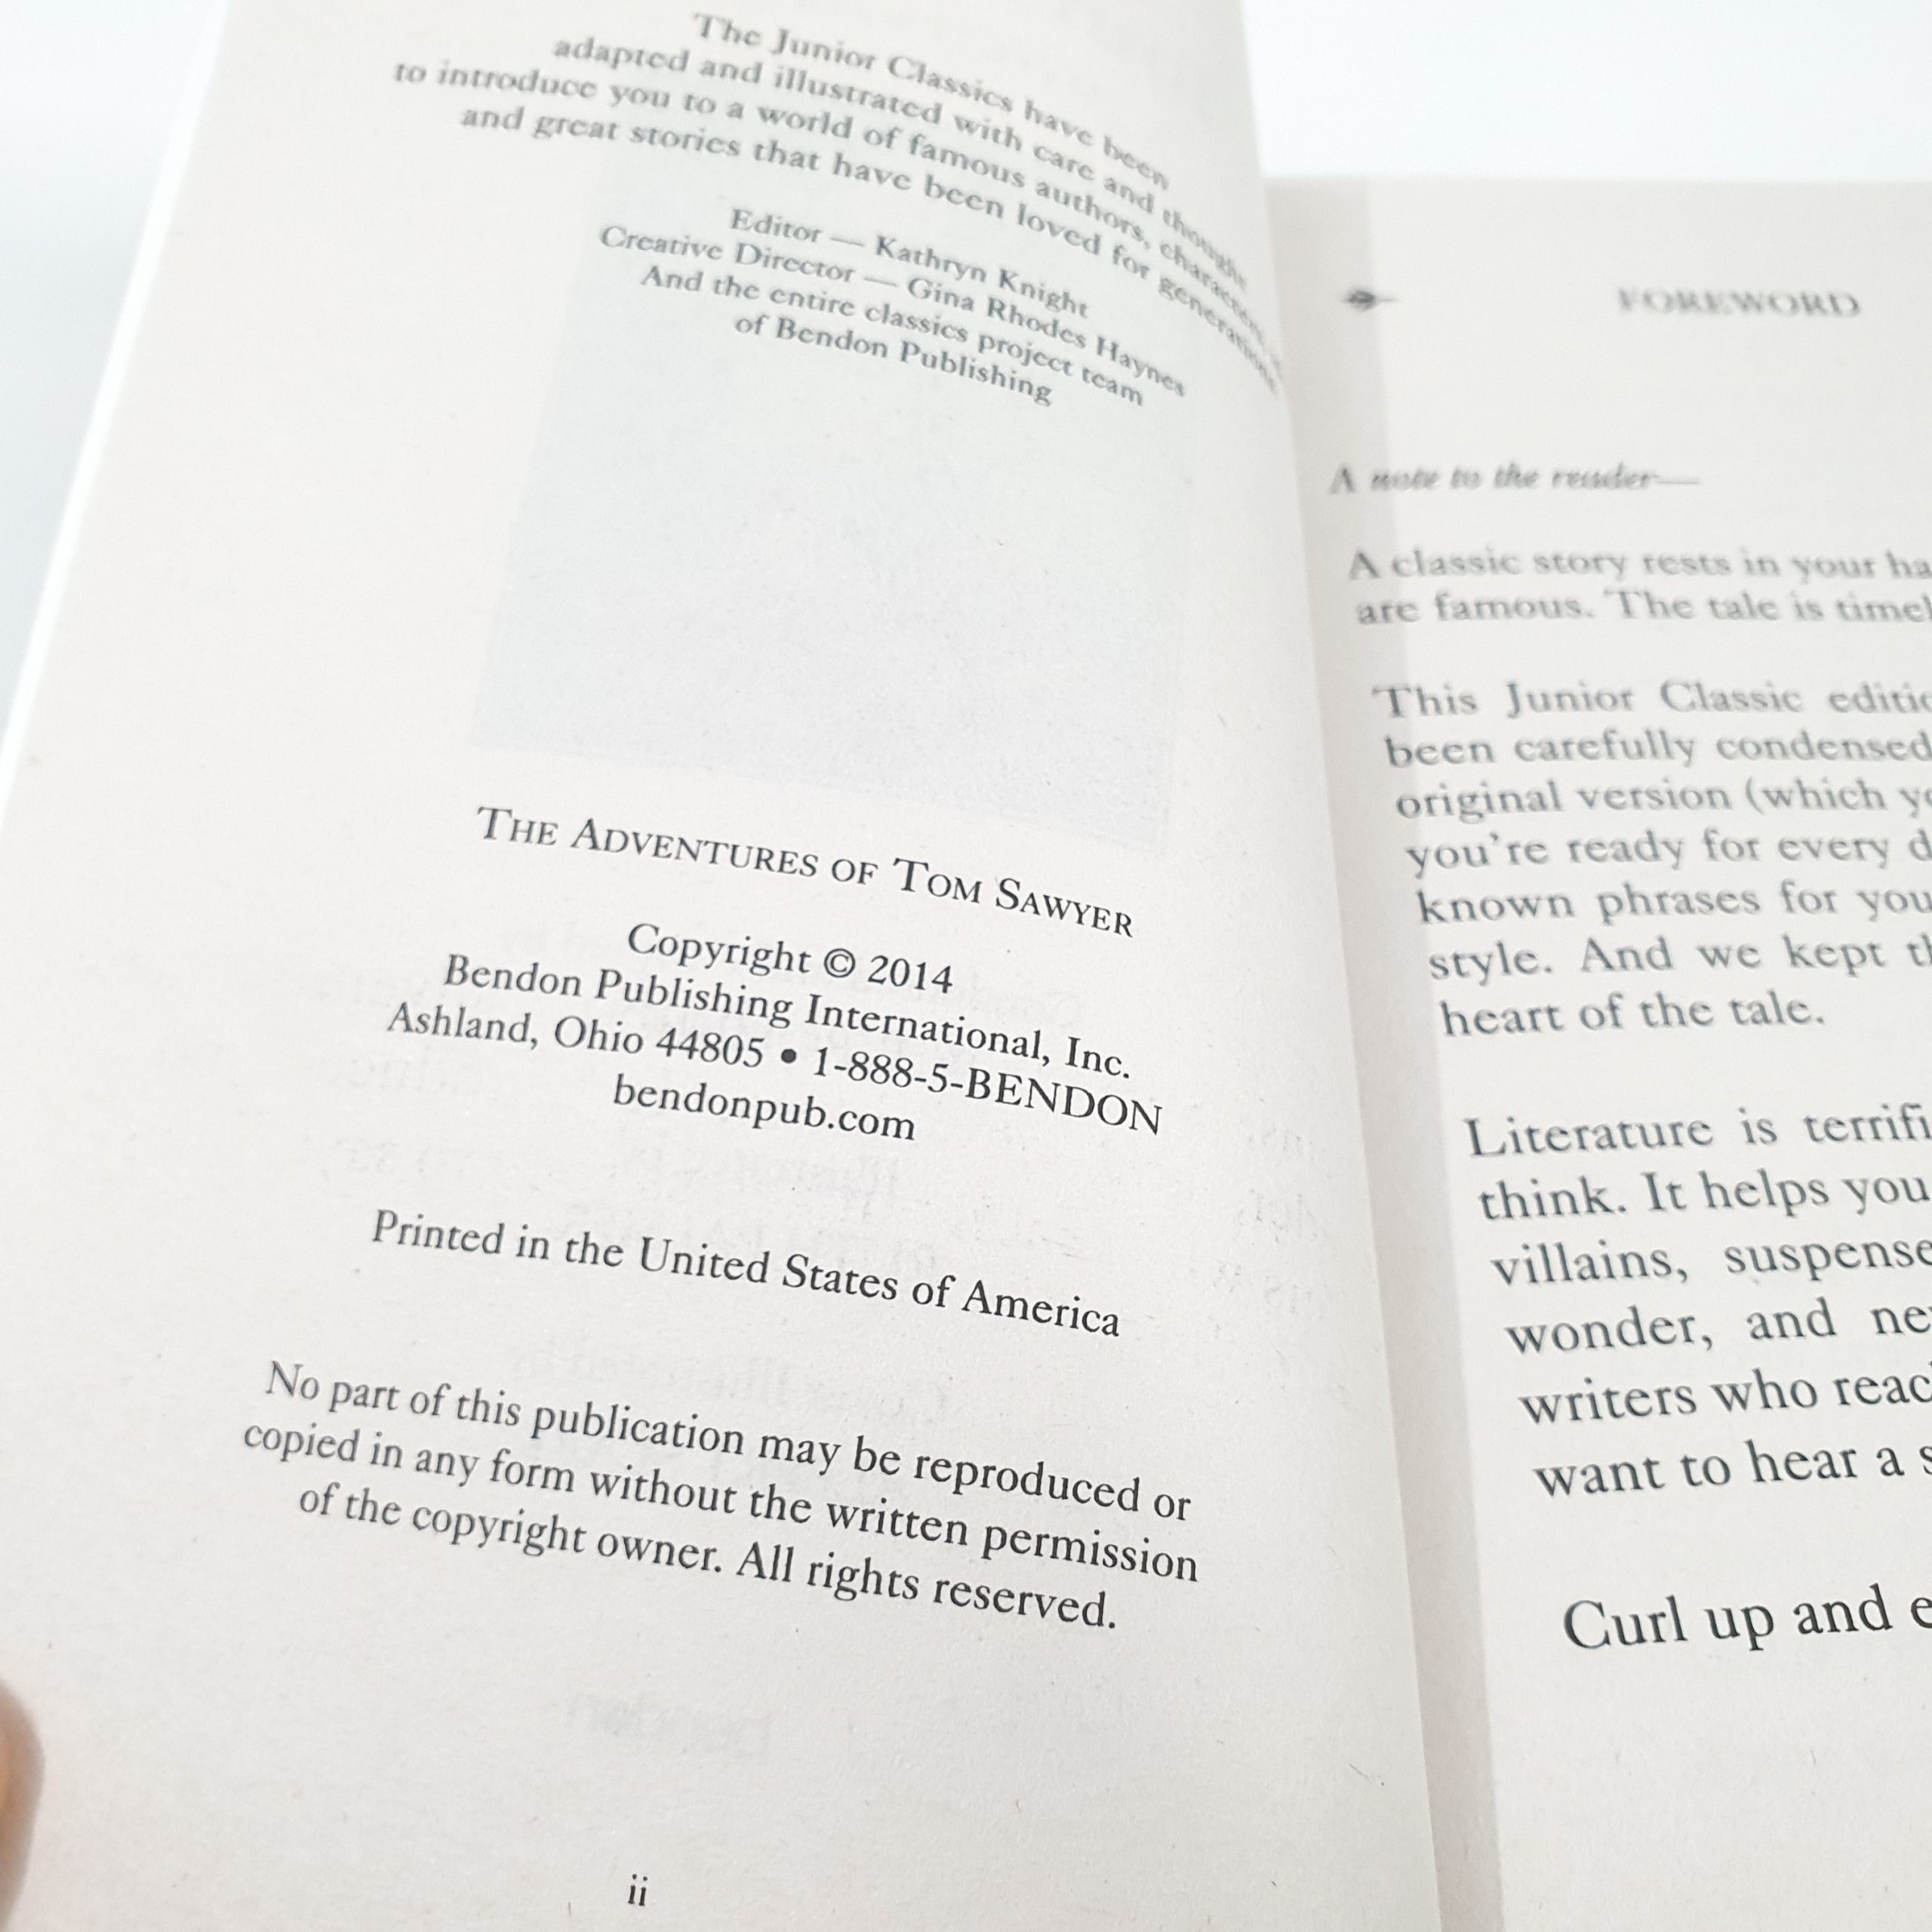 The Junior Classics have been
adapted and illustrated with care and thought
to introduce you to a world of famous authors, characters,
and great stories that have been loved for generations
Editor — Kathryn Knight
Creative Director — Gina Rhodes Haynes
And the entire classics project team
of Bendon Publishing
THE ADVENTURES OF TOM SAWYER
Copyright © 2014
Bendon Publishing International, Inc.
Ashland, Ohio 44805 • 1-888-5-BENDON
bendonpub.com
Printed in the United States of America
No part of this publication may be reproduced or
copied in any form without the written permission
of the copyright owner. All rights reserved.
ii
FOREWORD
A note to the reader—
A classic story rests in your
are famous. The tale is
This Junior Classic
been carefully condensed
original version (which
you're ready for every
known phrases for
style. And we kept
heart of the tale.
Literature is
think. It helps you
villains, suspense
wonder, and
writers who
want to hear a
Curl up and